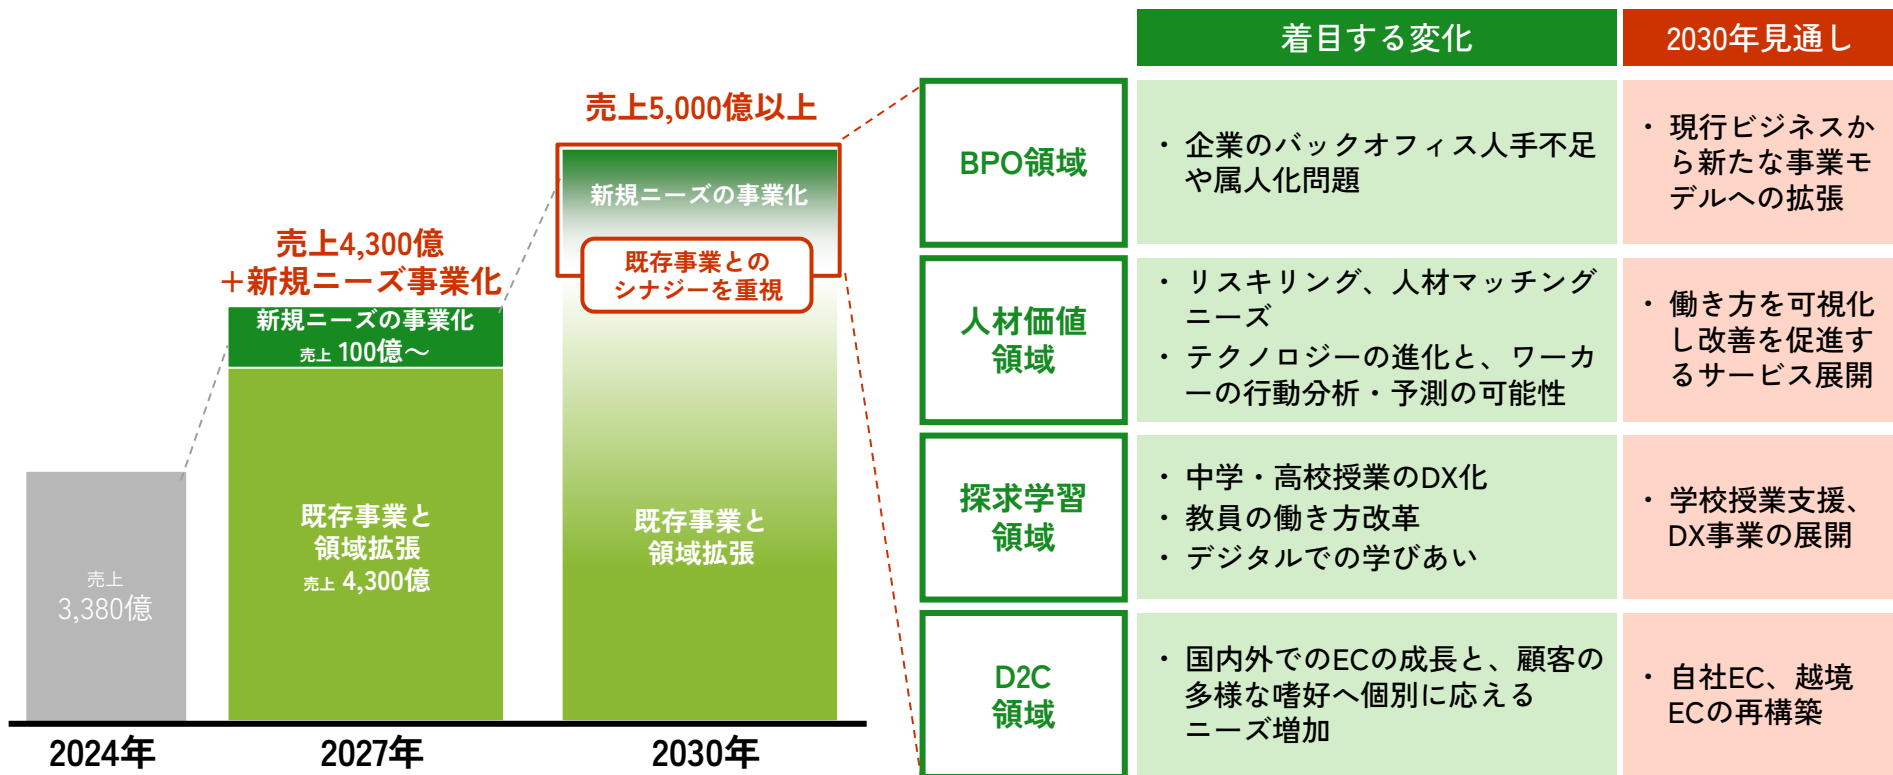 売上
3,380億
2024年
売上4,300億
＋新規ニーズ事業化
新規ニーズの事業化
売上 100億～
既存事業と
領域拡張
売上 4,300億
2027年
売上5,000億以上
新規ニーズの事業化
既存事業との
シナジーを重視
既存事業と
領域拡張
2030年
着目する変化
2030年見通し
BPO領域
・ 企業のバックオフィス人手不足
や属人化問題
・ 現行ビジネスか
ら新たな事業モ
デルへの拡張
人材価値
領域
・ リスキリング、人材マッチング
ニーズ
・ テクノロジーの進化と、ワーカ
ーの行動分析・予測の可能性
・ 働き方を可視化
し改善を促進す
るサービス展開
探求学習
領域
・ 中学・高校授業のDX化
・ 教員の働き方改革
・ デジタルでの学びあい
・ 学校授業支援、
DX事業の展開
D2C
領域
・ 国内外でのECの成長と、顧客の
多様な嗜好へ個別に応える
ニーズ増加
・ 自社EC、越境
ECの再構築